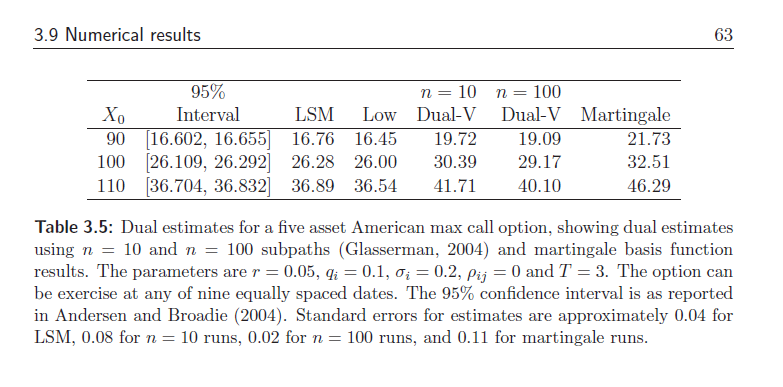 3.9 Numerical results 63
95% n = 10 n = 100
X₀ Interval LSM Low Dual-V Dual-V Martingale
90 [16.602, 16.655] 16.76 16.45 19.72 19.09 21.73
100 [26.109, 26.292] 26.28 26.00 30.39 29.17 32.51
110 [36.704, 36.832] 36.89 36.54 41.71 40.10 46.29
Table 3.5: Dual estimates for a five asset American max call option, showing dual estimates
using n = 10 and n = 100 subpaths (Glasserman, 2004) and martingale basis function
results. The parameters are r = 0.05, qᵢ = 0.1, σᵢ = 0.2, ρᵢⱼ = 0 and T = 3. The option can
be exercise at any of nine equally spaced dates. The 95% confidence interval is as reported
in Andersen and Broadie (2004). Standard errors for estimates are approximately 0.04 for
LSM, 0.08 for n = 10 runs, 0.02 for n = 100 runs, and 0.11 for martingale runs.